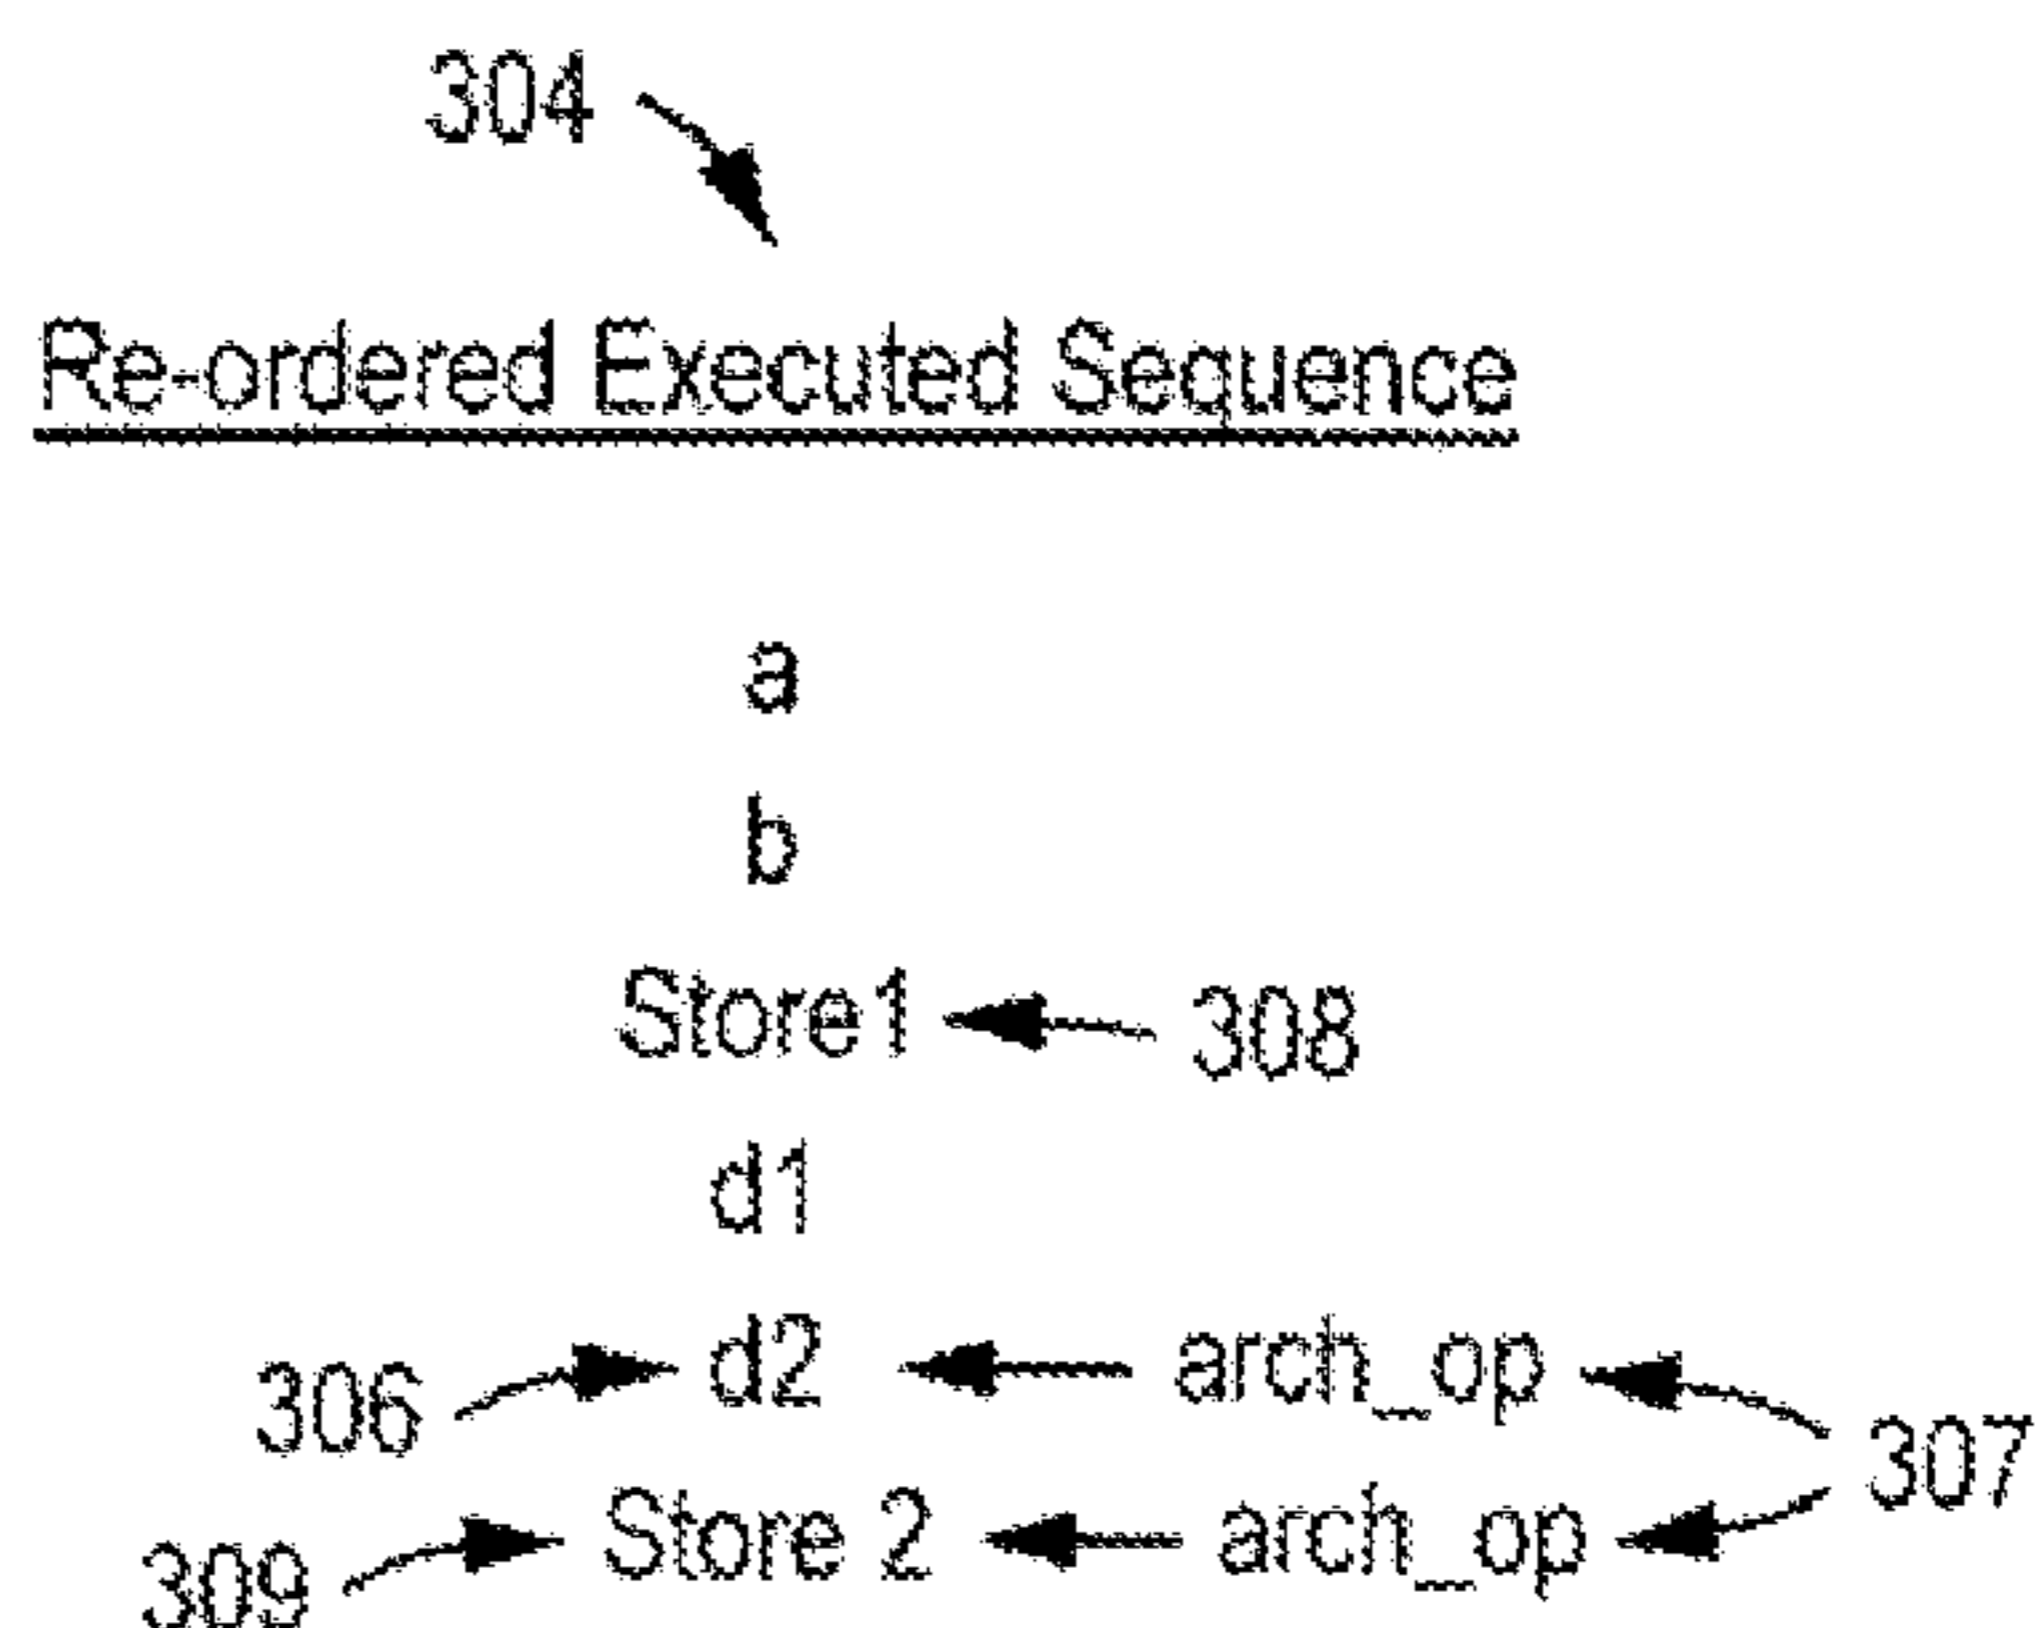 304
Re-ordered Executed Sequence
a
b
Store1 308
d1
306 d2 arch_op 307
309 Store 2 arch_op